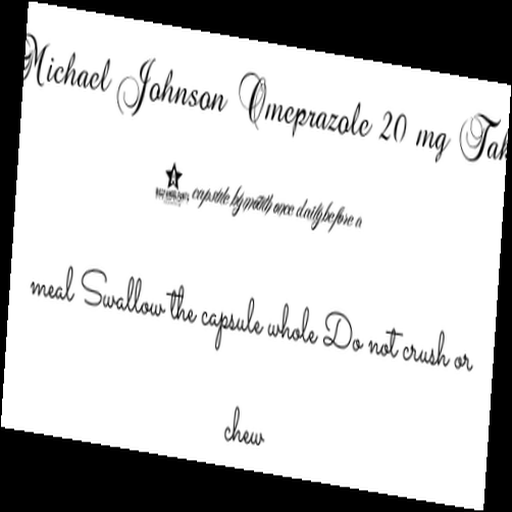 Michael Johnson Omeprazole 20 mg Tak
capsule by mouth once daily before a
meal Swallow the capsule whole Do not crush or
chew